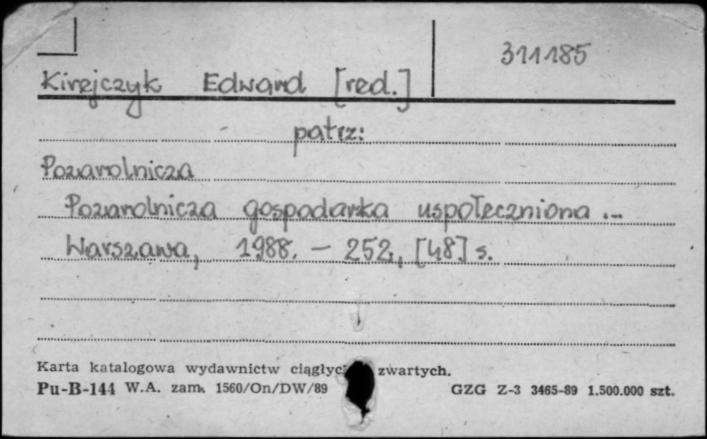 311185
Kirejczyk Edward [red.]
patrz:
Pozarolnicza
Pozarolnicza gospodarka uspołeczniona ...
Warszawa, 1988. - 252, [48] s.
Karta katalogowa wydawnictw ciągłyc zwartych.
Pu-B-144 W.A. zam. 1560/On/DW/89 GZG Z-3 3465-89 1.500.000 szt.